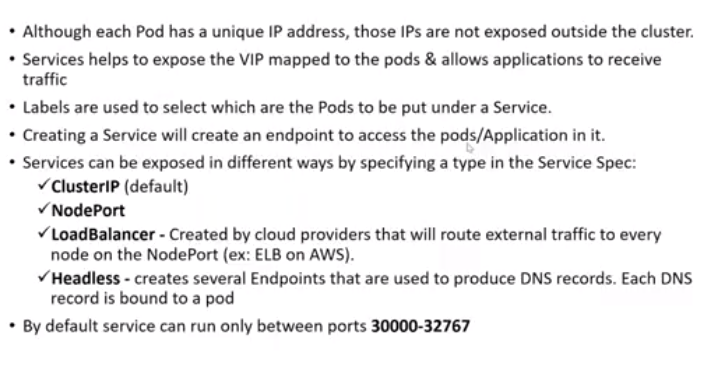 • Although each Pod has a unique IP address, those IPs are not exposed outside the cluster.
• Services helps to expose the VIP mapped to the pods & allows applications to receive
traffic
• Labels are used to select which are the Pods to be put under a Service.
• Creating a Service will create an endpoint to access the pods/Application in it.
• Services can be exposed in different ways by specifying a type in the Service Spec:
✓ClusterIP (default)
✓NodePort
✓LoadBalancer - Created by cloud providers that will route external traffic to every
node on the NodePort (ex: ELB on AWS).
✓Headless - creates several Endpoints that are used to produce DNS records. Each DNS
record is bound to a pod
• By default service can run only between ports 30000-32767